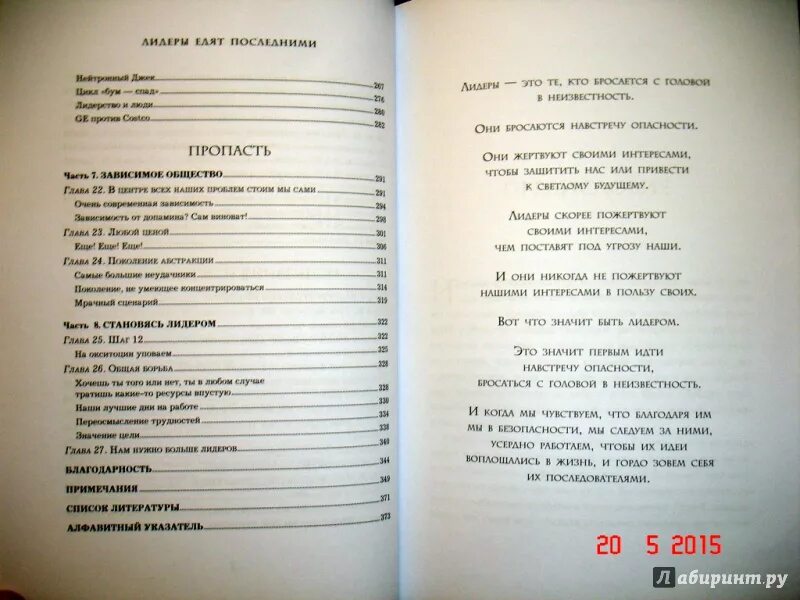 ЛИДЕРЫ ЕДЯТ ПОСЛЕДНИМИ
Нейтронный Джек 267
Цикл «бум — спад» 276
Лидерство и люди 280
GE против Costco 282
ПРОПАСТЬ
Часть 7. ЗАВИСИМОЕ ОБЩЕСТВО 291
Глава 22. В центре всех наших проблем стоим мы сами 291
Очень современная зависимость 294
Зависимость от допамина? Сам виноват! 298
Глава 23. Любой ценой 301
Еще! Еще! Еще! 306
Глава 24. Поколение абстракции 311
Самые большие неудачники 311
Поколение, не умеющее концентрироваться 314
Мрачный сценарий 319
Часть 8. СТАНОВЯСЬ ЛИДЕРОМ 322
Глава 25. Шаг 12 322
На окситоцин уповаем 325
Глава 26. Общая борьба 328
Хочешь ты того или нет, ты в любом случае
тратишь какие-то ресурсы впустую 328
Наши лучшие дни на работе 330
Переосмысление трудностей 334
Значение цели 338
Глава 27. Нам нужно больше лидеров 340
БЛАГОДАРНОСТЬ 344
ПРИМЕЧАНИЯ 349
СПИСОК ЛИТЕРАТУРЫ 371
АЛФАВИТНЫЙ УКАЗАТЕЛЬ 373
Лидеры — это те, кто бросается с головой
в неизвестность.
Они бросаются навстречу опасности.
Они жертвуют своими интересами,
чтобы защитить нас или привести
к светлому будущему.
Лидеры скорее пожертвуют
своими интересами,
чем поставят под угрозу наши.
И они никогда не пожертвуют
нашими интересами в пользу своих.
Вот что значит быть лидером.
Это значит первым идти
навстречу опасности,
бросаться с головой в неизвестность.
И когда мы чувствуем, что благодаря им
мы в безопасности, мы следуем за ними,
усердно работаем, чтобы их идеи
воплощались в жизнь, и гордо зовем себя
их последователями.
20 5 2015
Лабиринт.ру